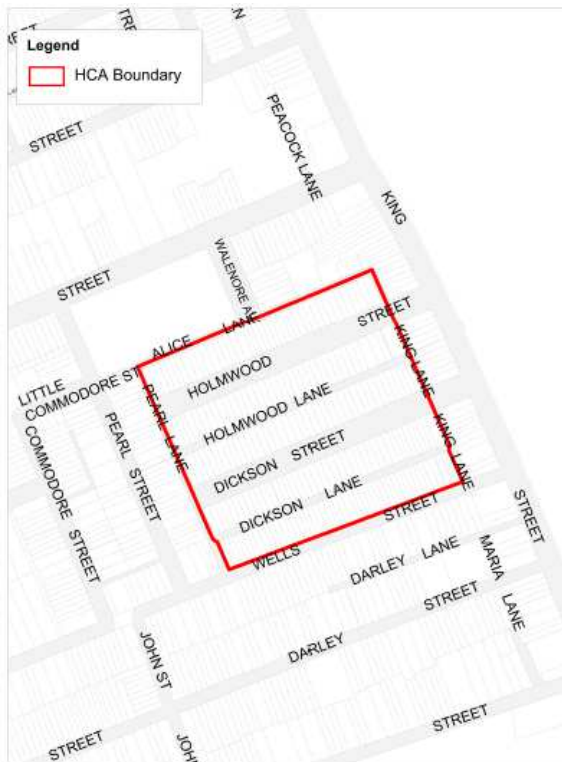 Legend
HCA Boundary
STREET
PEACOCK LANE
KING
STREET
WALENORE AV
ALICE LANE
STREET
LITTLE
COMMODORE ST
HOLMWOOD
KING LANE
PEARL LANE
HOLMWOOD LANE
COMMODORE STREET
PEARL STREET
DICKSON STREET
KING LANE
DICKSON LANE
STREET
STREET
WELLS
DARLEY LANE
MARIA LANE
STREET
DARLEY
JOHN ST
STREET
STREET